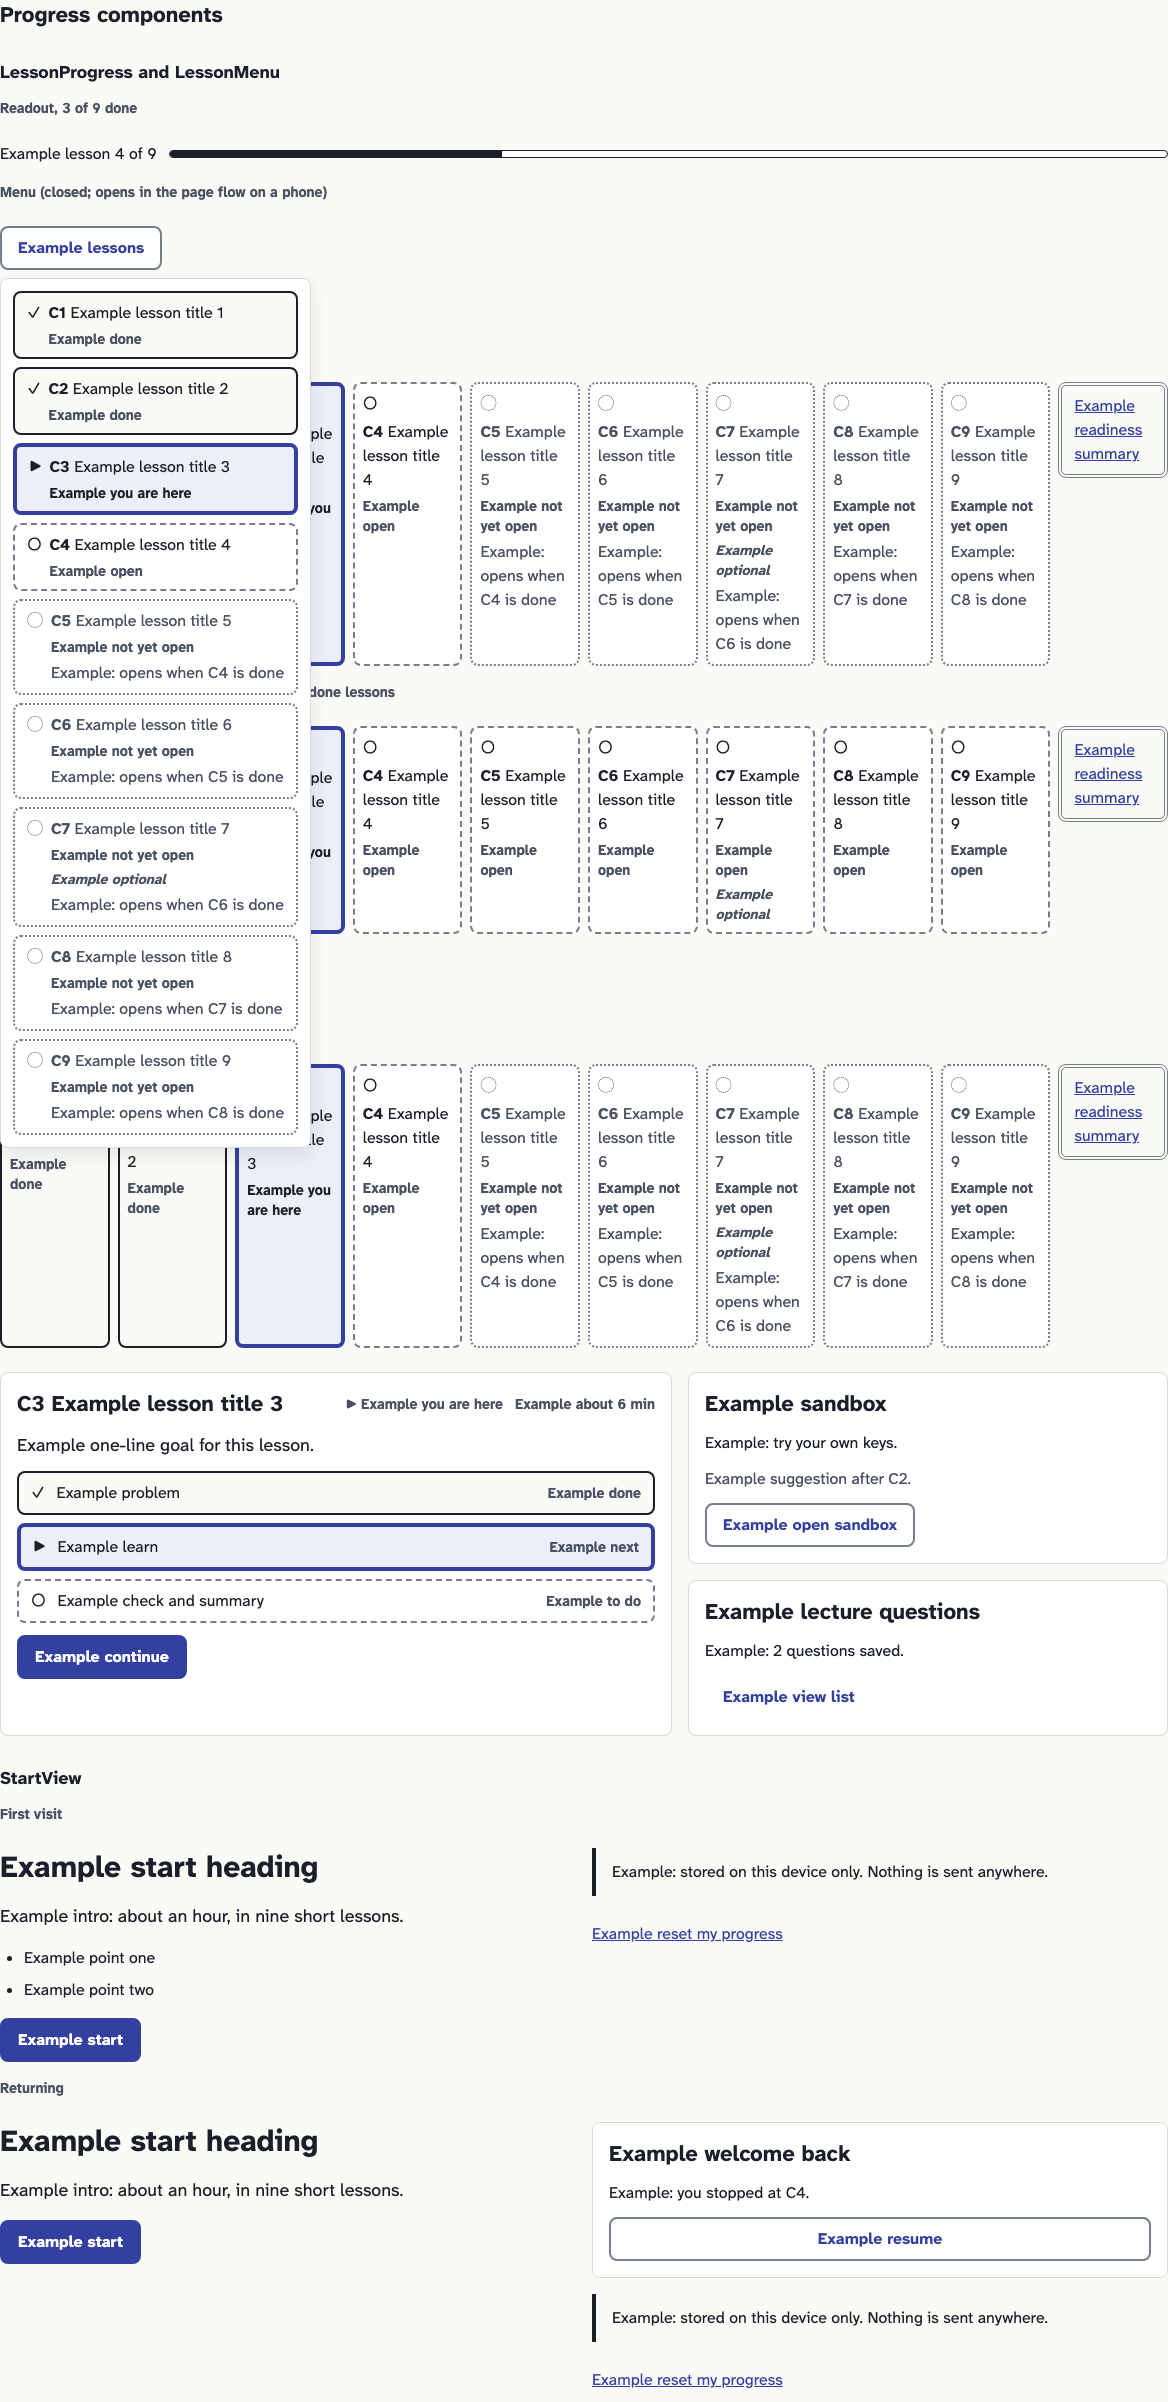 Progress components
LessonProgress and LessonMenu
Readout, 3 of 9 done
Example lesson 4 of 9
Menu (closed; opens in the page flow on a phone)
Example lessons
C1 Example lesson title 1
Example done
C2 Example lesson title 2
Example done
C3 Example lesson title 3
Example you are here
C4 Example lesson title 4
Example open
C5 Example lesson title 5
Example not yet open
Example: opens when C4 is done
C6 Example lesson title 6
Example not yet open
Example: opens when C5 is done
C7 Example lesson title 7
Example not yet open
Example optional
Example: opens when C6 is done
C8 Example lesson title 8
Example not yet open
Example: opens when C7 is done
C9 Example lesson title 9
Example not yet open
Example: opens when C8 is done
you
C4 Example
lesson title
4
Example
open
C5 Example
lesson title
5
Example not
yet open
Example:
opens when
C4 is done
C6 Example
lesson title
6
Example not
yet open
Example:
opens when
C5 is done
C7 Example
lesson title
7
Example not
yet open
Example
optional
Example:
opens when
C6 is done
C8 Example
lesson title
8
Example not
yet open
Example:
opens when
C7 is done
C9 Example
lesson title
9
Example not
yet open
Example:
opens when
C8 is done
Example
readiness
summary
done lessons
you
C4 Example
lesson title
4
Example
open
C5 Example
lesson title
5
Example
open
C6 Example
lesson title
6
Example
open
C7 Example
lesson title
7
Example
open
Example
optional
C8 Example
lesson title
8
Example
open
C9 Example
lesson title
9
Example
open
Example
readiness
summary
Example
done
2
Example
done
3
Example you
are here
C4 Example
lesson title
4
Example
open
C5 Example
lesson title
5
Example not
yet open
Example:
opens when
C4 is done
C6 Example
lesson title
6
Example not
yet open
Example:
opens when
C5 is done
C7 Example
lesson title
7
Example not
yet open
Example
optional
Example:
opens when
C6 is done
C8 Example
lesson title
8
Example not
yet open
Example:
opens when
C7 is done
C9 Example
lesson title
9
Example not
yet open
Example:
opens when
C8 is done
Example
readiness
summary
C3 Example lesson title 3
Example you are here Example about 6 min
Example one-line goal for this lesson.
Example problem Example done
Example learn Example next
Example check and summary Example to do
Example continue
Example sandbox
Example: try your own keys.
Example suggestion after C2.
Example open sandbox
Example lecture questions
Example: 2 questions saved.
Example view list
StartView
First visit
Example start heading
Example intro: about an hour, in nine short lessons.
Example point one
Example point two
Example start
Example: stored on this device only. Nothing is sent anywhere.
Example reset my progress
Returning
Example start heading
Example intro: about an hour, in nine short lessons.
Example start
Example welcome back
Example: you stopped at C4.
Example resume
Example: stored on this device only. Nothing is sent anywhere.
Example reset my progress